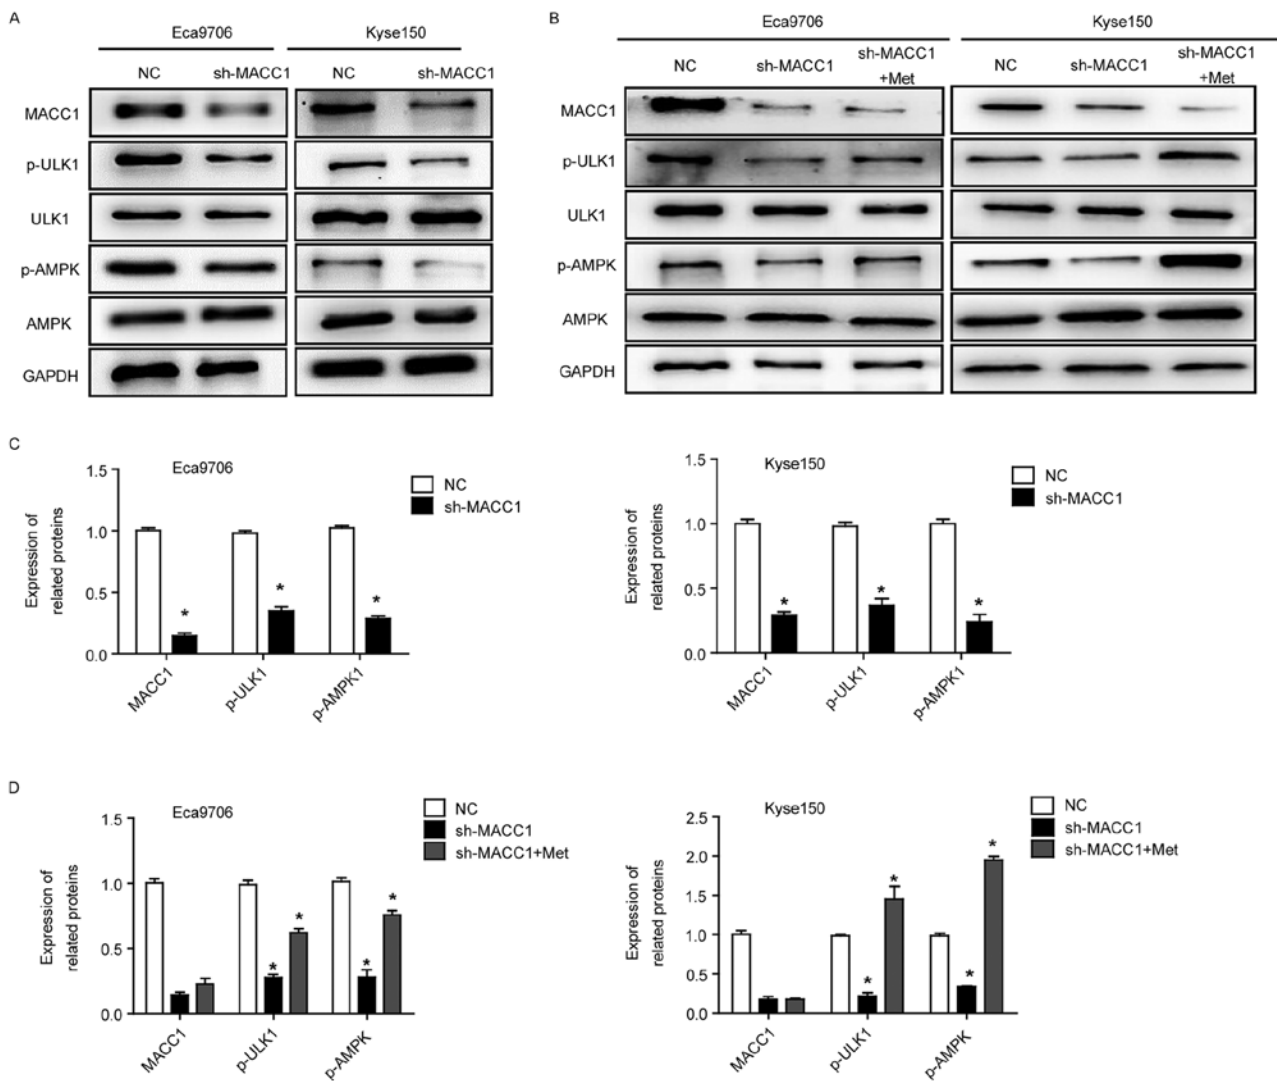 A
Eca9706 Kyse150
NC sh-MACC1 NC sh-MACC1
MACC1
p-ULK1
ULK1
p-AMPK
AMPK
GAPDH
B
Eca9706 Kyse150
NC sh-MACC1 sh-MACC1 NC sh-MACC1 sh-MACC1
+Met +Met
MACC1
p-ULK1
ULK1
p-AMPK
AMPK
GAPDH
C
Eca9706
NC
sh-MACC1
Expression of
related proteins
1.5
1.0
0.5
0.0
* * *
MACC1 p-ULK1 p-AMPK1
Kyse150
NC
sh-MACC1
Expression of
related proteins
1.5
1.0
0.5
0.0
* * *
MACC1 p-ULK1 p-AMPK1
D
Eca9706
NC
sh-MACC1
sh-MACC1+Met
Expression of
related proteins
1.5
1.0
0.5
0.0
* * * *
MACC1 p-ULK1 p-AMPK
Kyse150
NC
sh-MACC1
sh-MACC1+Met
Expression of
related proteins
2.5
2.0
1.5
1.0
0.5
0.0
* * * *
MACC1 p-ULK1 p-AMPK